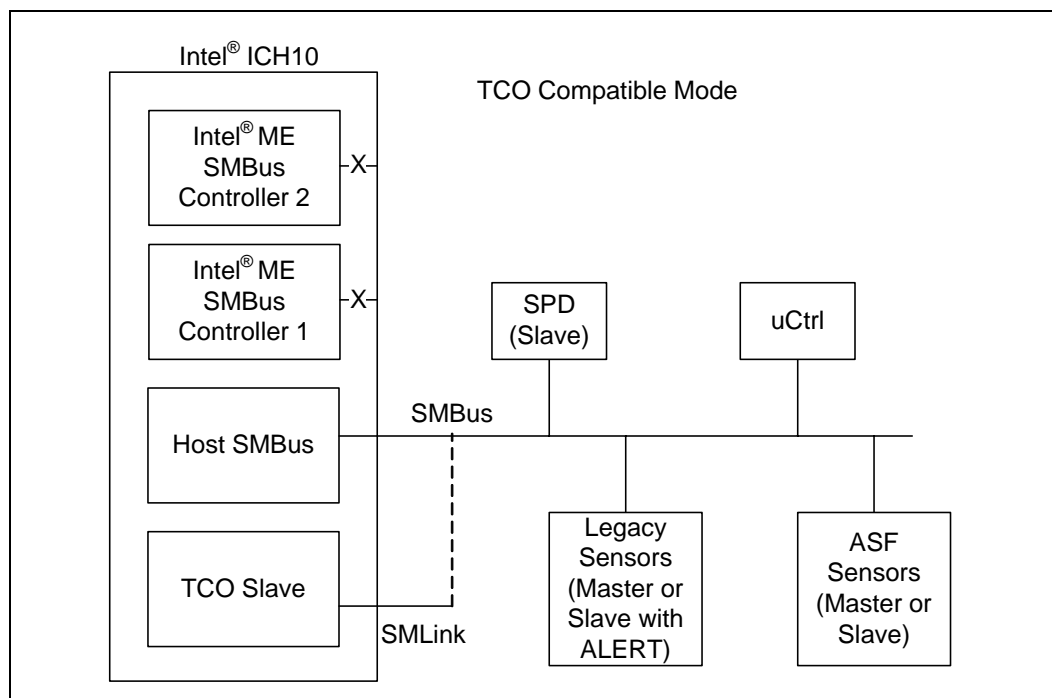 Intel® ICH10
TCO Compatible Mode
Intel® ME
SMBus
Controller 2
X
Intel® ME
SMBus
Controller 1
X
SPD
(Slave)
uCtrl
SMBus
Host SMBus
Legacy
Sensors
(Master or
Slave with
ALERT)
ASF
Sensors
(Master or
Slave)
TCO Slave
SMLink